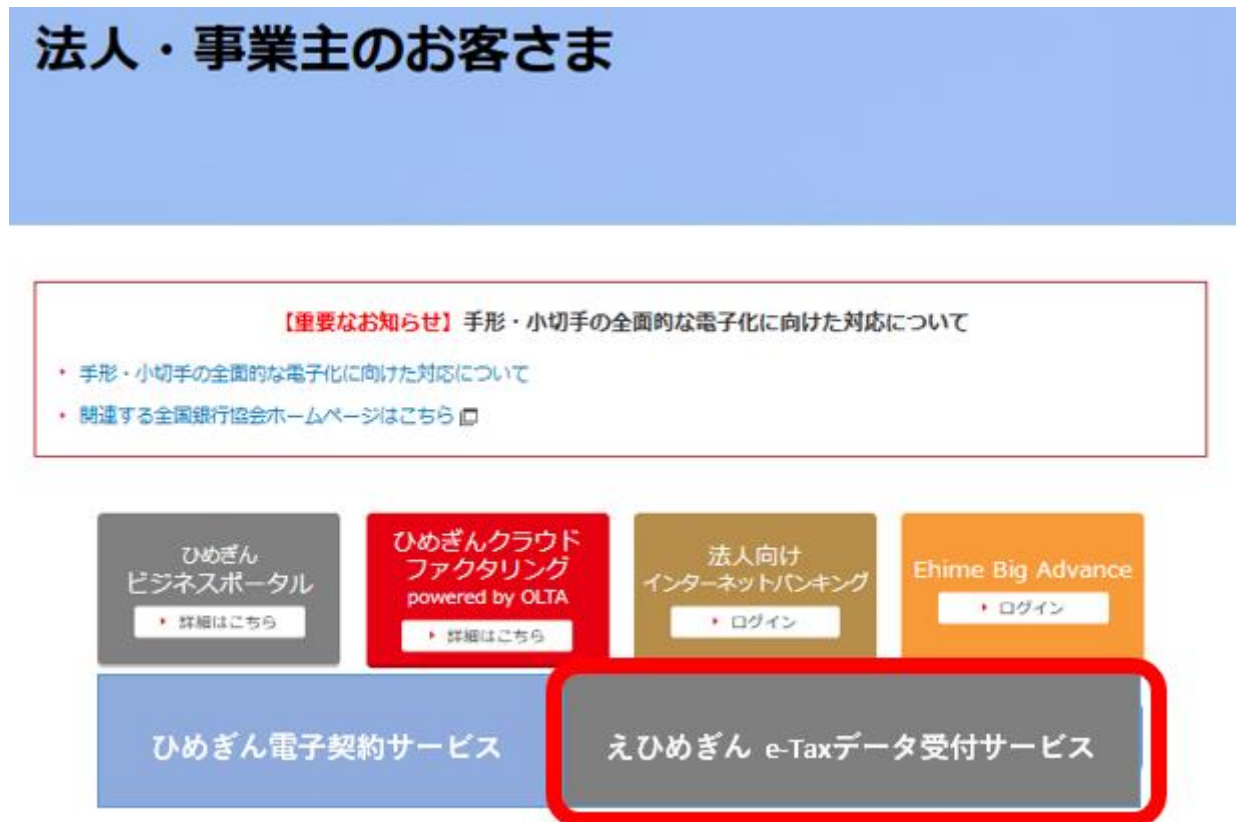 法人・事業主のお客さま
【重要なお知らせ】手形・小切手の全面的な電子化に向けた対応について
・手形・小切手の全面的な電子化に向けた対応について
・関連する全国銀行協会ホームページはこちら
ひめぎん
ビジネスポータル
詳細はこちら
ひめぎんクラウド
ファクタリング
powered by OLTA
詳細はこちら
法人向け
インターネットバンキング
ログイン
Ehime Big Advance
ログイン
ひめぎん電子契約サービス
えひめぎん e-Taxデータ受付サービス